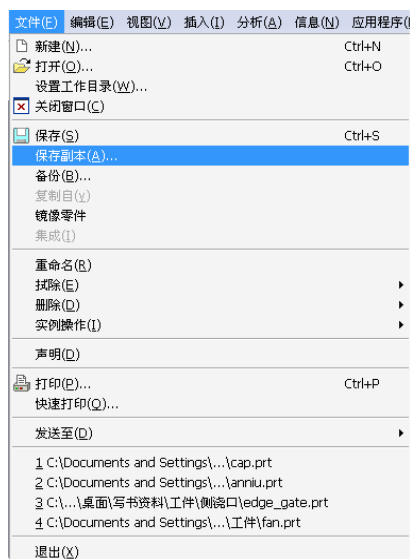 文件(F) 编辑(E) 视图(V) 插入(I) 分析(A) 信息(N) 应用程序(
新建(N)... Ctrl+N
打开(O)... Ctrl+O
设置工作目录(W)...
关闭窗口(C)
保存(S) Ctrl+S
保存副本(A)...
备份(B)...
复制自(y)
镜像零件
集成(I)
重命名(R)
拭除(E)
删除(D)
实例操作(I)
声明(D)
打印(P)... Ctrl+P
快速打印(Q)...
发送至(D)
1 C:\Documents and Settings\...\cap.prt
2 C:\Documents and Settings\...\anniu.prt
3 C:\...\桌面\写书资料\工件\侧浇口\edge_gate.prt
4 C:\Documents and Settings\...\工件\fan.prt
退出(X)